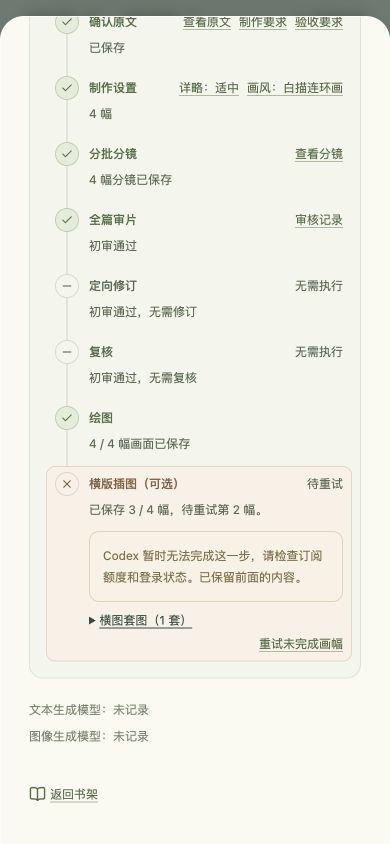 确认原文 查看原文 制作要求 验收要求
已保存
制作设置 详略：适中 画风：白描连环画
4 幅
分批分镜 查看分镜
4 幅分镜已保存
全篇审片 审核记录
初审通过
定向修订 无需执行
初审通过，无需修订
复核 无需执行
初审通过，无需复核
绘图
4 / 4 幅画面已保存
横版插图（可选） 待重试
已保存 3 / 4 幅，待重试第 2 幅。
Codex 暂时无法完成这一步，请检查订阅
额度和登录状态。已保留前面的内容。
横图套图（1 套）
重试未完成画幅
文本生成模型：未记录
图像生成模型：未记录
返回书架